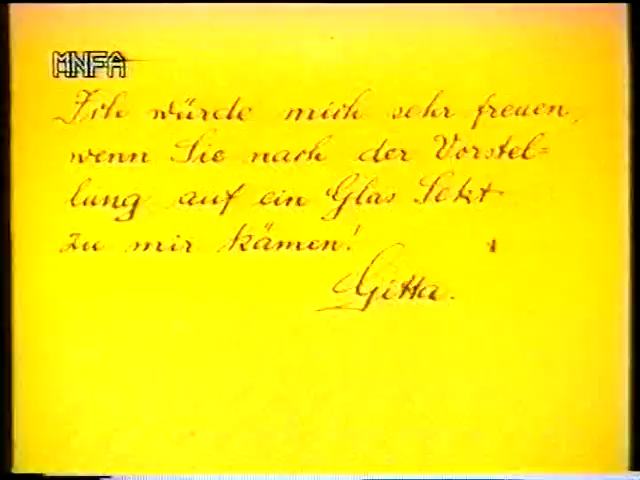 MNFA
Ich würde mich sehr freuen,
wenn Sie nach der Vorstel=
lung auf ein Glas Sekt
zu mir kämen!
Gitta.